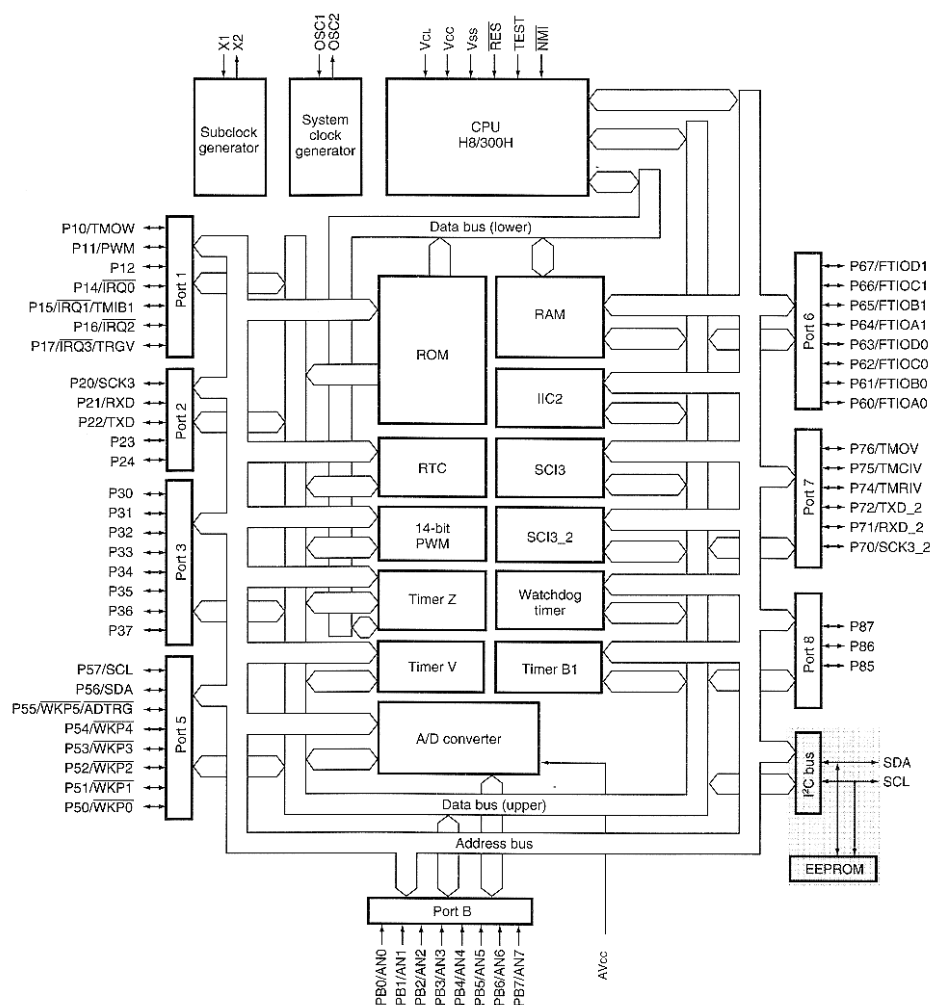 X1
X2
OSC1
OSC2
VCL
VCC
VSS
RES
TEST
NMI
Subclock
generator
System
clock
generator
CPU
H8/300H
Data bus (lower)
P10/TMOW
P11/PWM
P12
P14/IRQ0
P15/IRQ1/TMIB1
P16/IRQ2
P17/IRQ3/TRGV
Port 1
P20/SCK3
P21/RXD
P22/TXD
P23
P24
Port 2
P30
P31
P32
P33
P34
P35
P36
P37
Port 3
P57/SCL
P56/SDA
P55/WKP5/ADTRG
P54/WKP4
P53/WKP3
P52/WKP2
P51/WKP1
P50/WKP0
Port 5
ROM
RAM
IIC2
RTC
SCI3
14-bit
PWM
SCI3_2
Timer Z
Watchdog
timer
Timer V
Timer B1
A/D converter
Port 6
P67/FTIOD1
P66/FTIOC1
P65/FTIOB1
P64/FTIOA1
P63/FTIOD0
P62/FTIOC0
P61/FTIOB0
P60/FTIOA0
Port 7
P76/TMOV
P75/TMCIV
P74/TMRIV
P72/TXD_2
P71/RXD_2
P70/SCK3_2
Port 8
P87
P86
P85
I²C bus
SDA
SCL
EEPROM
Data bus (upper)
Address bus
Port B
PB0/AN0
PB1/AN1
PB2/AN2
PB3/AN3
PB4/AN4
PB5/AN5
PB6/AN6
PB7/AN7
AVcc